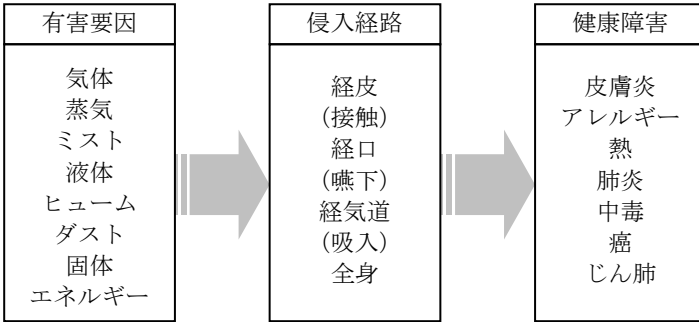 有害要因
気体
蒸気
ミスト
液体
ヒューム
ダスト
固体
エネルギー
侵入経路
経皮
(接触)
経口
(嚥下)
経気道
(吸入)
全身
健康障害
皮膚炎
アレルギー
熱
肺炎
中毒
癌
じん肺